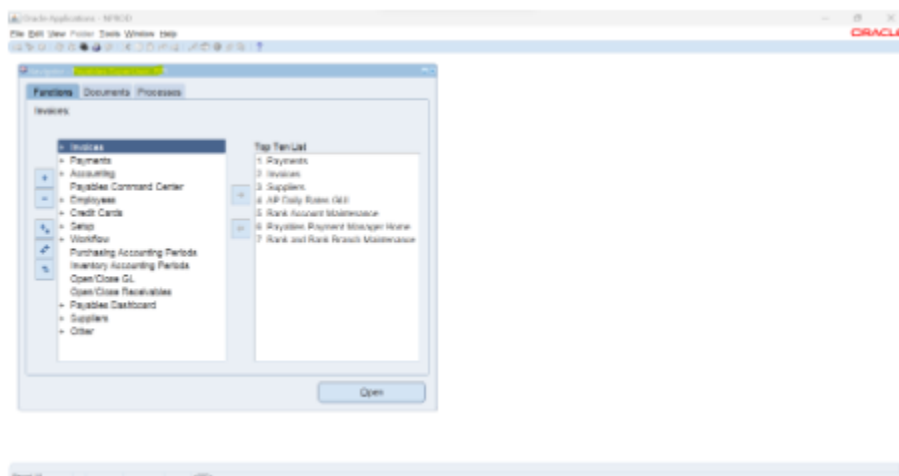 Oracle Applications - NPROD
File Edit View Folder Tools Window Help
ORACLE
Navigator
Functions Documents Processes
Invoices:
+ Invoices
+ Payments
+ Accounting
Payables Command Center
+ Employees
+ Credit Cards
+ Setup
+ Workflow
Purchasing Accounting Periods
Inventory Accounting Periods
Open/Close GL
Open/Close Receivables
+ Payables Dashboard
+ Suppliers
+ Other
Top Ten List
1. Payments
2. Invoices
3. Suppliers
4. AP Daily Rates GUI
5. Bank Account Maintenance
6. Payables Payment Manager Home
7. Bank and Bank Branch Maintenance
Open